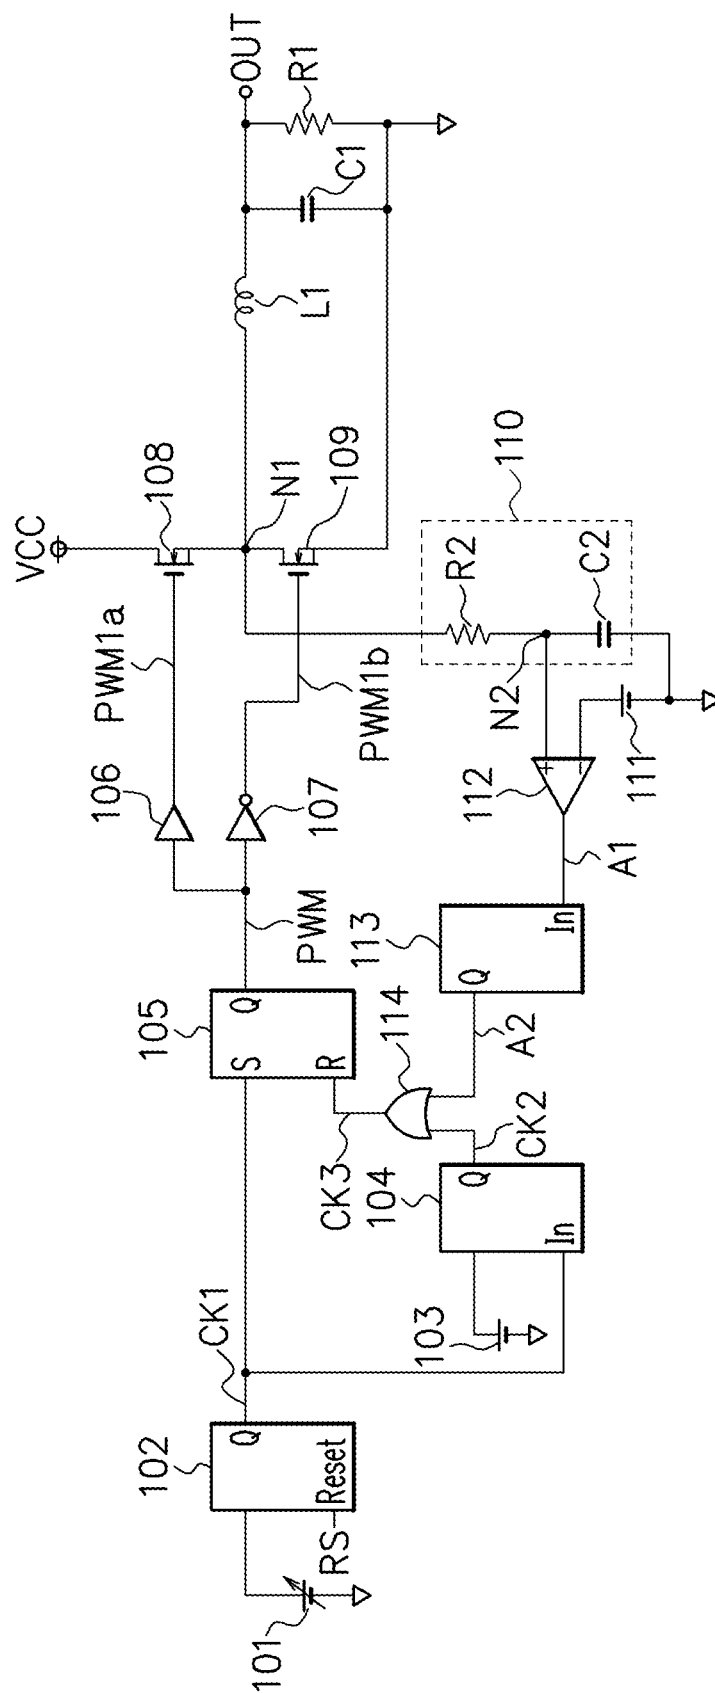 VCC
108
PWM1a
106
N1
109
PWM1b
107
PWM
L1
C1
R1
OUT
110
R2
C2
N2
111
112
A1
113
Q
In
A2
114
CK3
105
S
Q
R
CK2
104
Q
In
103
CK1
102
Q
Reset
RS
101
+
−